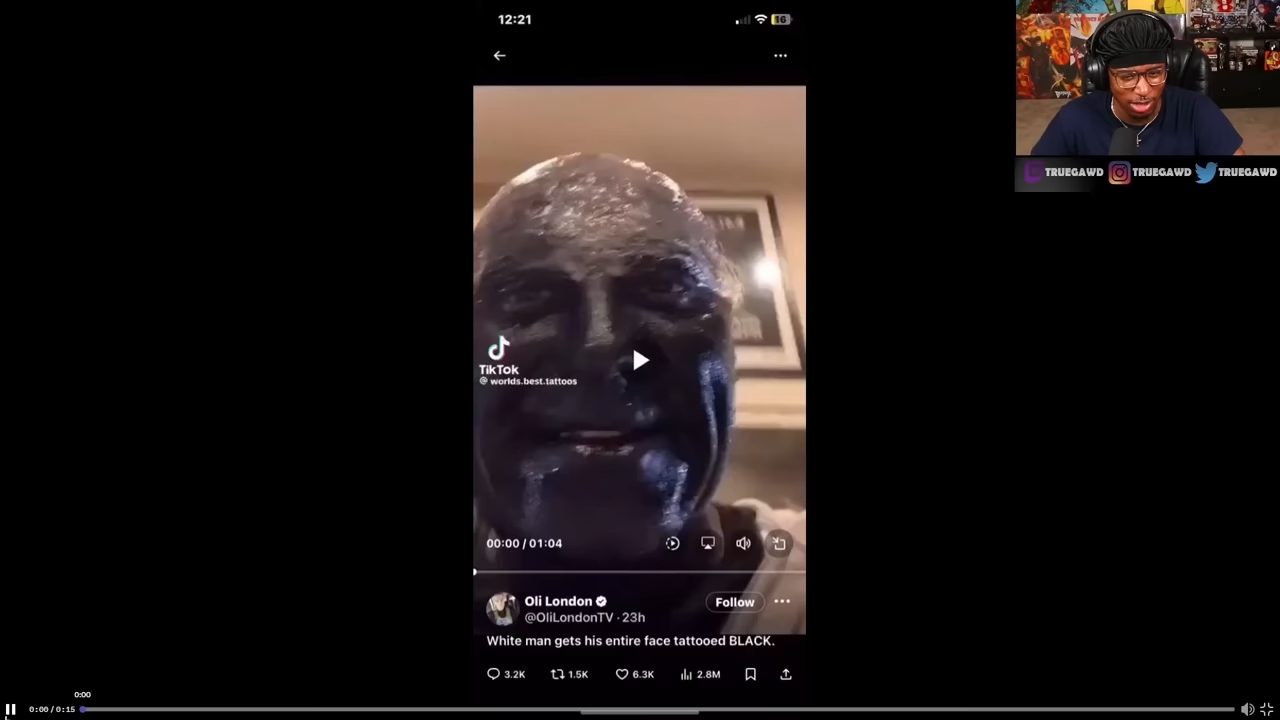 12:21
16
TikTok
@ worlds.best.tattoos
00:00 / 01:04
Oli London
@OliLondonTV · 23h
Follow
White man gets his entire face tattooed BLACK.
3.2K
1.5K
6.3K
2.8M
TRUEGAWD
TRUEGAWD
TRUEGAWD
0:00
0:00 / 0:15